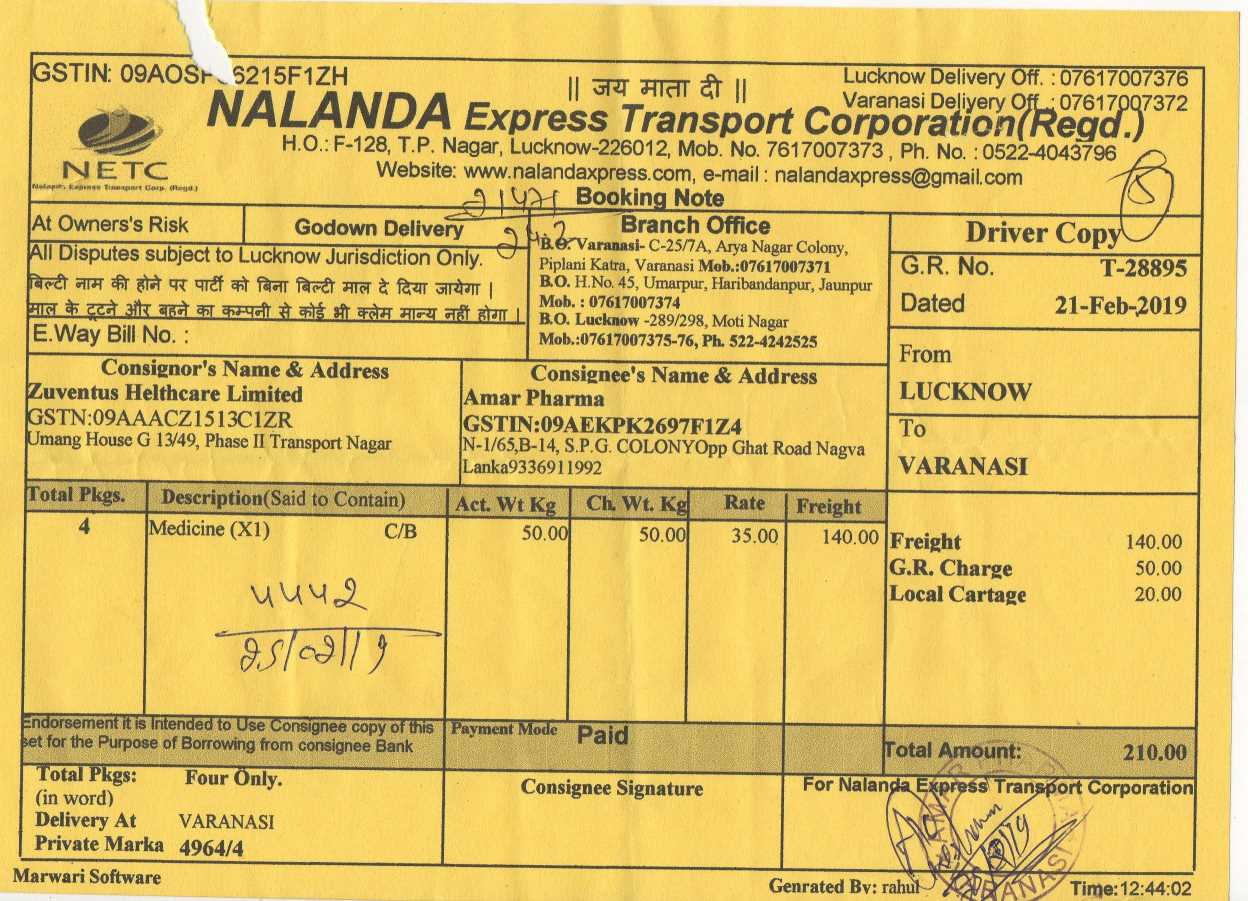 GSTIN: 09AOSP 6215F1ZH
|| जय माता दी ||
Lucknow Delivery Off. : 07617007376
Varanasi Delivery Off. : 07617007372
NALANDA Express Transport Corporation(Regd.)
NETC
Nalanda Express Transport Corp. (Regd.)
H.O.: F-128, T.P. Nagar, Lucknow-226012, Mob. No. 7617007373 , Ph. No. : 0522-4043796
Website: www.nalandaxpress.com, e-mail : nalandaxpress@gmail.com
21471
Booking Note
5
At Owners's Risk
Godown Delivery
242
All Disputes subject to Lucknow Jurisdiction Only.
बिल्टी नाम की होने पर पार्टी को बिना बिल्टी माल दे दिया जायेगा |
माल के टूटने और बहने का कम्पनी से कोई भी क्लेम मान्य नहीं होगा |
E.Way Bill No. :
Branch Office
B.O. Varanasi- C-25/7A, Arya Nagar Colony,
Piplani Katra, Varanasi Mob.:07617007371
B.O. H.No. 45, Umarpur, Haribandanpur, Jaunpur
Mob. : 07617007374
B.O. Lucknow -289/298, Moti Nagar
Mob.:07617007375-76, Ph. 522-4242525
Driver Copy
G.R. No. T-28895
Dated 21-Feb-2019
From
LUCKNOW
To
VARANASI
Consignor's Name & Address
Zuventus Helthcare Limited
GSTN:09AAACZ1513C1ZR
Umang House G 13/49, Phase II Transport Nagar
Consignee's Name & Address
Amar Pharma
GSTIN:09AEKPK2697F1Z4
N-1/65,B-14, S.P.G. COLONYOpp Ghat Road Nagva
Lanka9336911992
Total Pkgs. Description(Said to Contain) Act. Wt Kg Ch. Wt. Kg Rate Freight
4 Medicine (X1) C/B 50.00 50.00 35.00 140.00
Freight 140.00
G.R. Charge 50.00
Local Cartage 20.00
५५५२
25/02/19
Endorsement it is Intended to Use Consignee copy of this
set for the Purpose of Borrowing from consignee Bank
Payment Mode Paid
Total Amount: 210.00
Total Pkgs: Four Only.
(in word)
Delivery At VARANASI
Private Marka 4964/4
Consignee Signature
For Nalanda Express Transport Corporation
AMAR
VARANASI
Marwari Software
Genrated By: rahul
Time:12:44:02